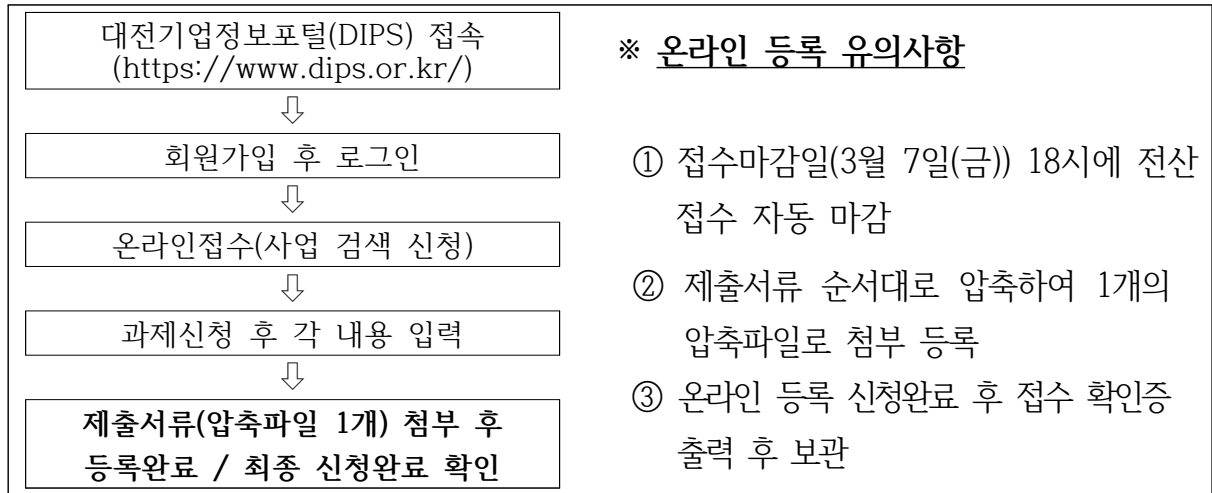 대전기업정보포털(DIPS) 접속
(https://www.dips.or.kr/)
⇩
회원가입 후 로그인
⇩
온라인접수(사업 검색 신청)
⇩
과제신청 후 각 내용 입력
⇩
제출서류(압축파일 1개) 첨부 후
등록완료 / 최종 신청완료 확인
※ 온라인 등록 유의사항
① 접수마감일(3월 7일(금)) 18시에 전산
접수 자동 마감
② 제출서류 순서대로 압축하여 1개의
압축파일로 첨부 등록
③ 온라인 등록 신청완료 후 접수 확인증
출력 후 보관